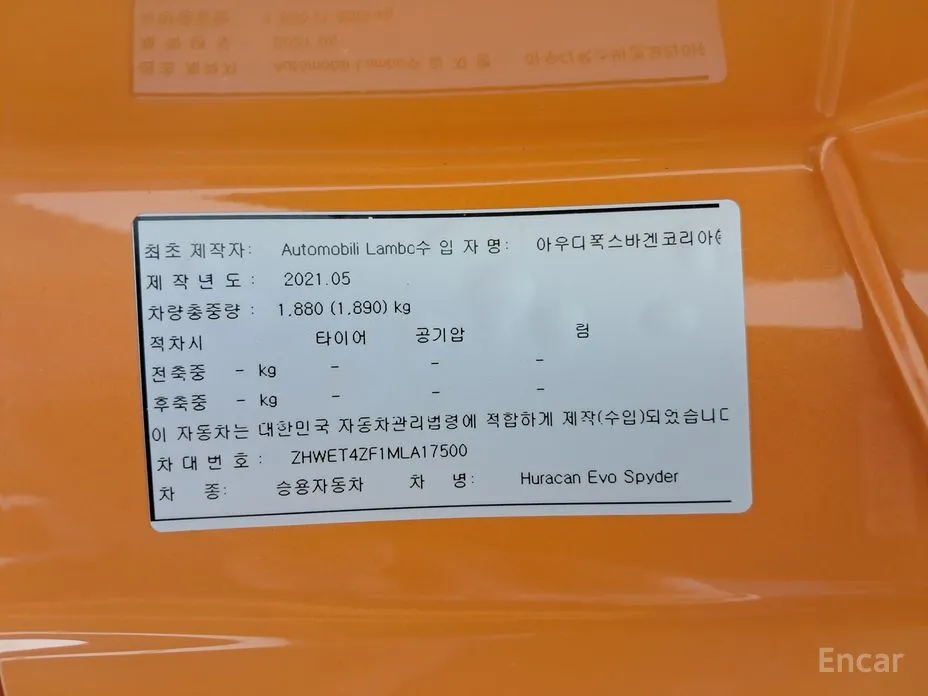 최초 제작자: Automobili Lambo수 입 자 명: 아우디폭스바겐코리아(
제 작 년 도 : 2021.05
차량총중량 : 1,880 (1,890) kg
적차시 타이어 공기압 림
전축중 - kg - - -
후축중 - kg - - -
이 자동차는 대한민국 자동차관리법령에 적합하게 제작(수입)되었습니다
차 대 번 호 : ZHWET4ZF1MLA17500
차 종: 승용자동차 차 명: Huracan Evo Spyder
Encar